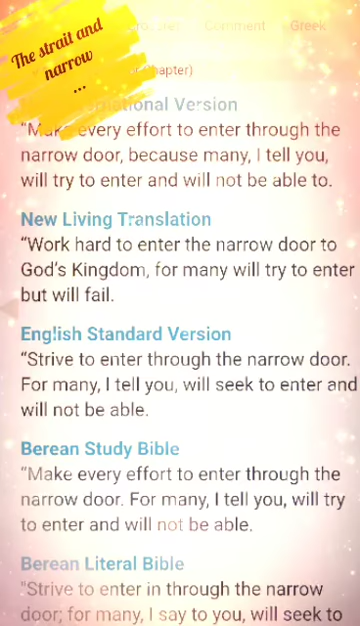 The strait and
narrow
...
Comment Greek
Chapter)
Version
“Make every effort to enter through the
narrow door, because many, I tell you,
will try to enter and will not be able to.
New Living Translation
“Work hard to enter the narrow door to
God’s Kingdom, for many will try to enter
but will fail.
English Standard Version
“Strive to enter through the narrow door.
For many, I tell you, will seek to enter and
will not be able.
Berean Study Bible
“Make every effort to enter through the
narrow door. For many, I tell you, will try
to enter and will not be able.
Berean Literal Bible
“Strive to enter in through the narrow
door; for many, I say to you, will seek to